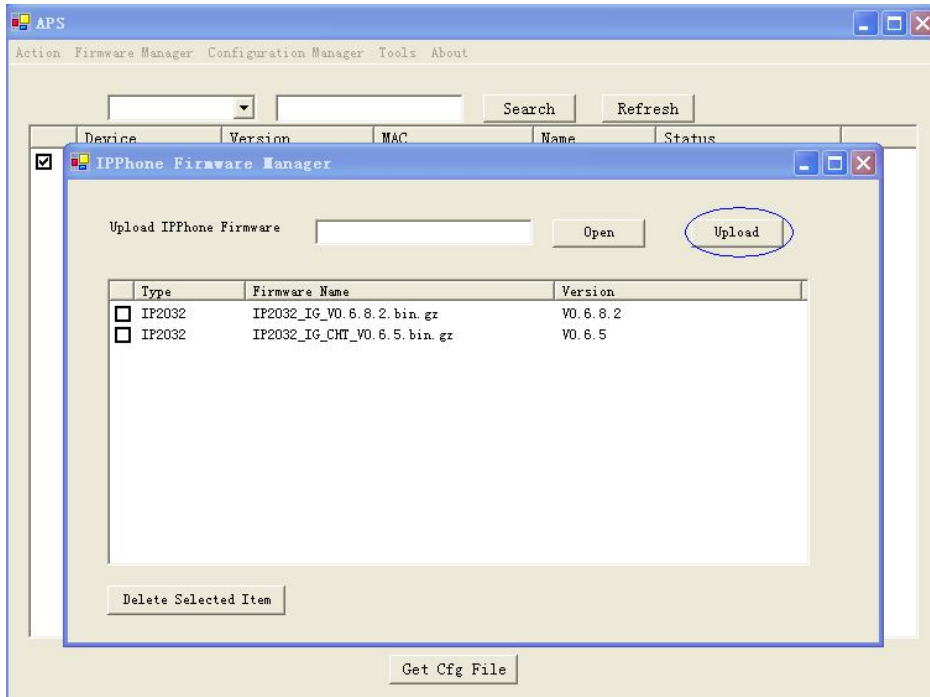 APS
Action Firmware Manager Configuration Manager Tools About
Search Refresh
Device Version MAC Name Status
IPPhone Firmware Manager
Upload IPPhone Firmware Open Upload
Type Firmware Name Version
IP2032 IP2032_IG_V0.6.8.2.bin.gz V0.6.8.2
IP2032 IP2032_IG_CHT_V0.6.5.bin.gz V0.6.5
Delete Selected Item
Get Cfg File